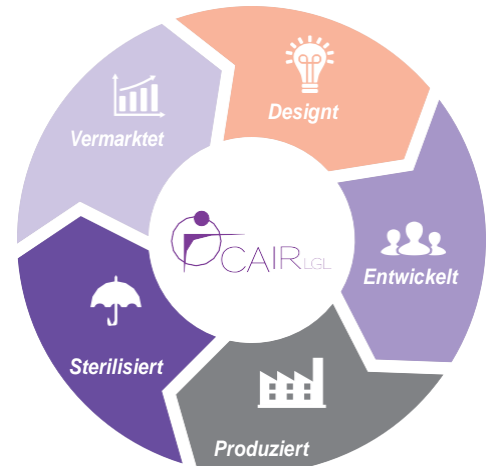 Designt
Vermarktet
CAIR LGL
Entwickelt
Sterilisiert
Produziert